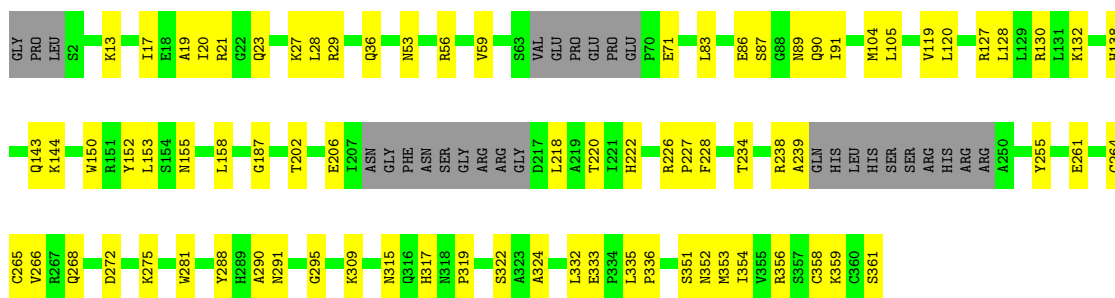 GLY PRO LEU S2 K13 I17 E18 A19 I20 R21 G22 Q23 K27 L28 R29 Q36 N53 R56 V59 S63 VAL GLU PRO GLU PRO GLU P70 E71 L83 E86 S87 G88 N89 Q90 I91 M104 L105 V119 L120 R127 L128 L129 R130 L131 K132 H138
Q143 K144 W150 R151 Y152 L153 S154 N155 L158 G187 T202 E206 I207 ASN GLY PHE ASN SER GLY ARG ARG GLY D217 L218 A219 T220 I221 H222 R226 P227 F228 T234 R238 A239 GLN HIS LEU HIS SER SER ARG HIS ARG ARG A250 Y255 E261 C264
C265 V266 R267 Q268 D272 K275 W281 Y288 H289 A290 N291 G295 K309 N315 Q316 H317 N318 P319 S322 A323 A324 L332 E333 P334 L335 P336 S351 N352 M353 I354 V355 R356 S357 C358 K359 C360 S361